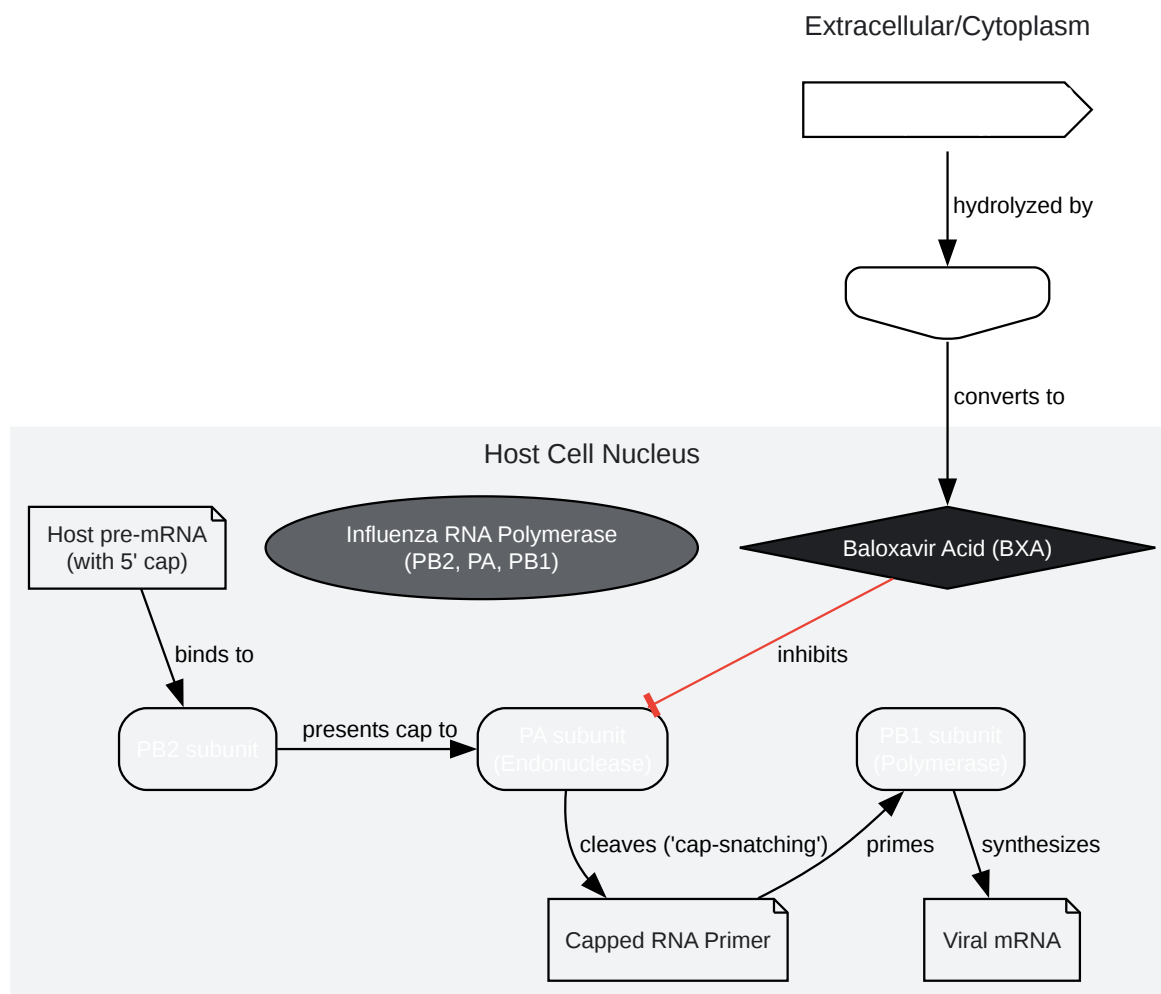 Extracellular/Cytoplasm
hydrolyzed by
converts to
Host Cell Nucleus
Host pre-mRNA
(with 5' cap)
Influenza RNA Polymerase
(PB2, PA, PB1)
Baloxavir Acid (BXA)
binds to
inhibits
PB2 subunit
presents cap to
PA subunit
(Endonuclease)
PB1 subunit
(Polymerase)
cleaves ('cap-snatching')
primes
synthesizes
Capped RNA Primer
Viral mRNA